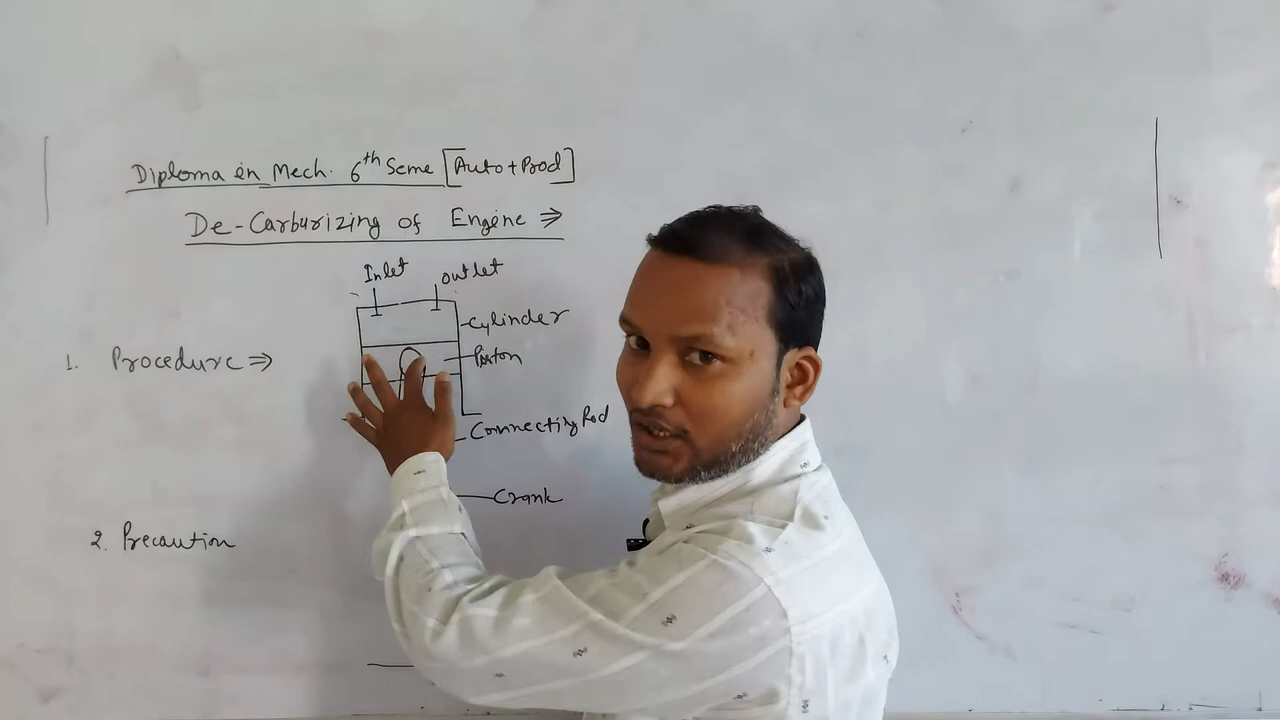 Diploma in Mech. 6th Seme [Auto+Prod]
De-Carburizing of Engine ⇒
Inlet
outlet
Cylinder
Piston
1. Procedure ⇒
Connecting Rod
Crank
2. Precaution